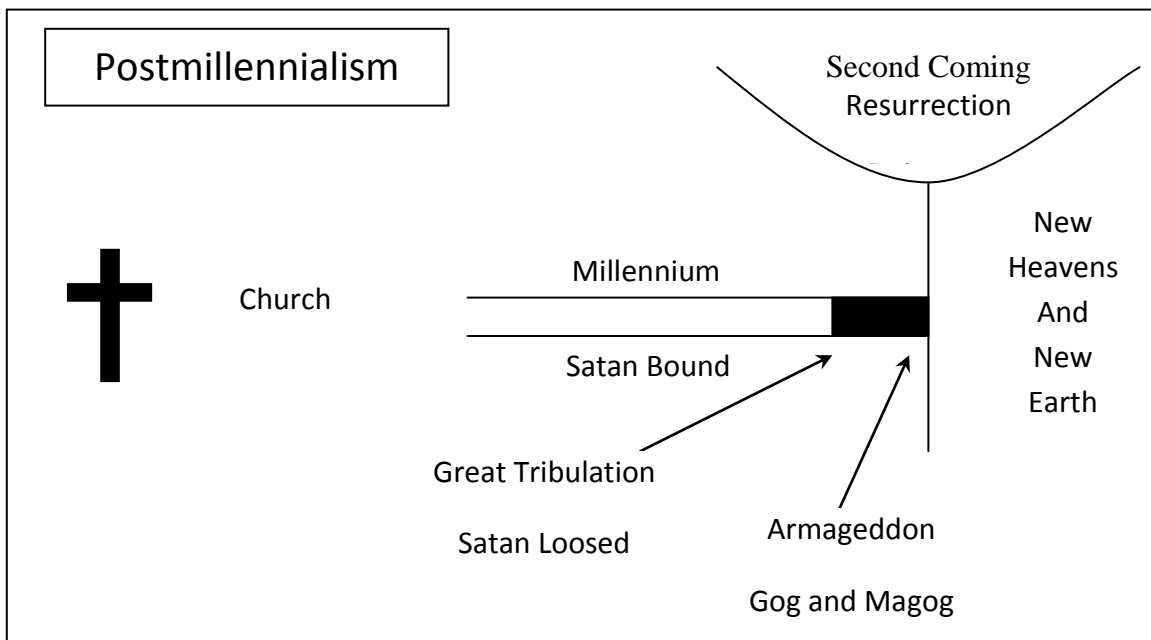 Postmillennialism
Second Coming
Resurrection
Church
Millennium
Satan Bound
New
Heavens
And
New
Earth
Great Tribulation
Satan Loosed
Armageddon
Gog and Magog